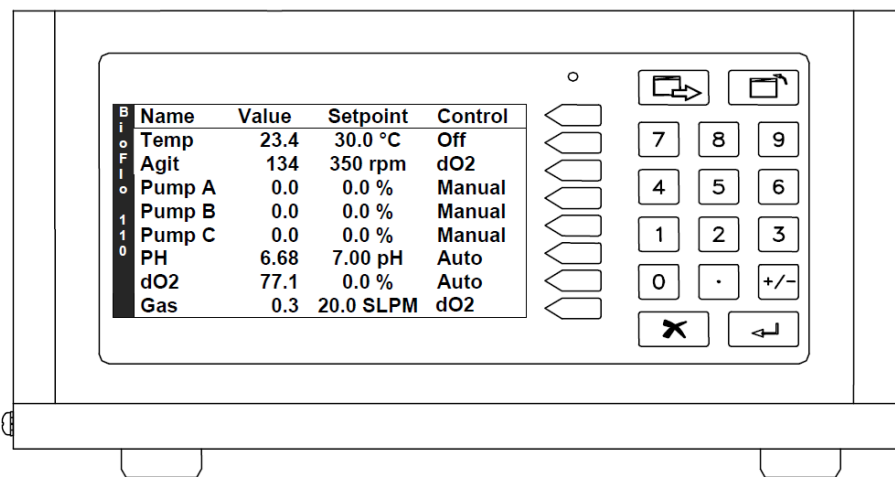 BioFlo 110
Name Value Setpoint Control
Temp 23.4 30.0 °C Off
Agit 134 350 rpm dO2
Pump A 0.0 0.0 % Manual
Pump B 0.0 0.0 % Manual
Pump C 0.0 0.0 % Manual
PH 6.68 7.00 pH Auto
dO2 77.1 0.0 % Auto
Gas 0.3 20.0 SLPM dO2
7 8 9
4 5 6
1 2 3
0 . +/-